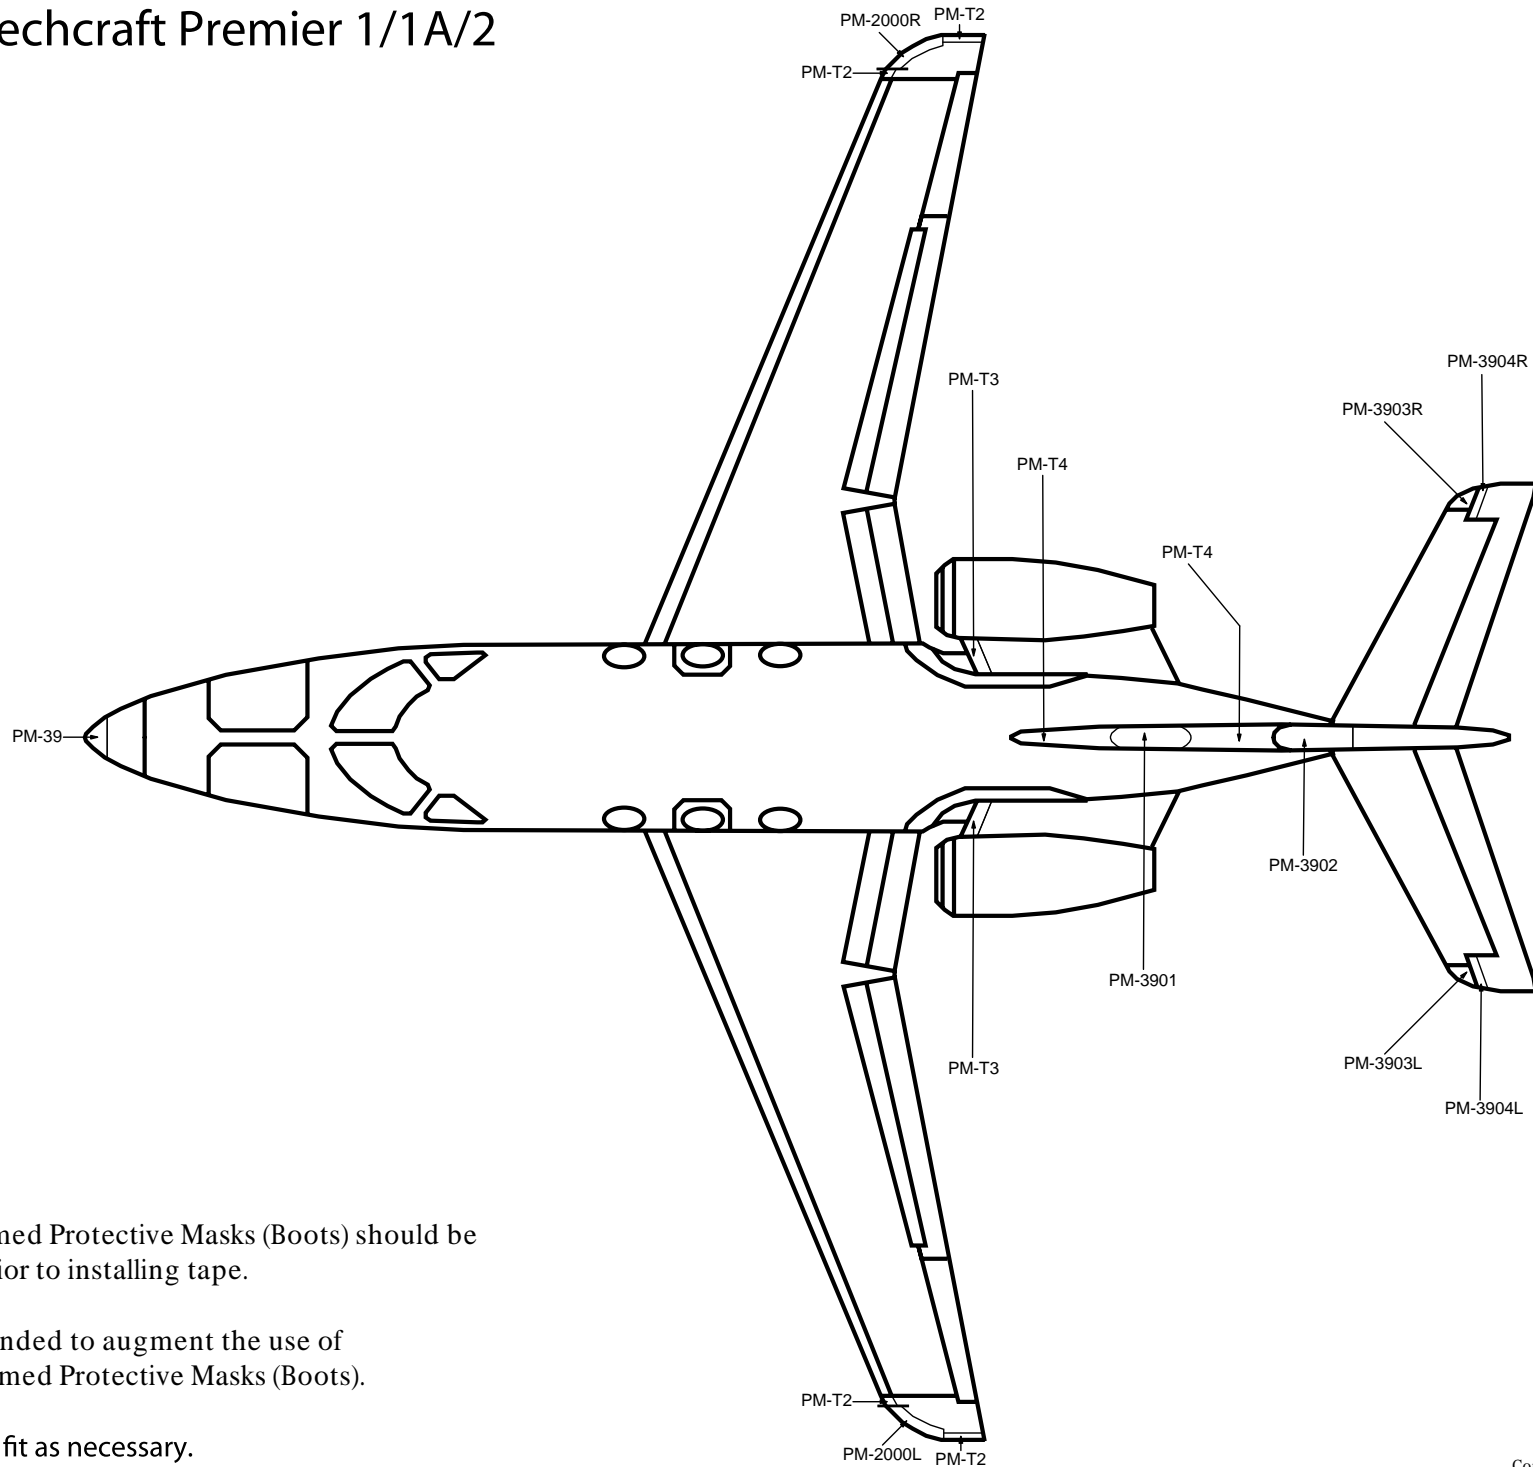 echcraft Premier 1/1A/2
PM-2000R
PM-T2
PM-T2
PM-3904R
PM-T3
PM-3903R
PM-T4
PM-T4
PM-39
PM-3902
PM-3901
PM-T3
PM-3903L
PM-3904L
med Protective Masks (Boots) should be
ior to installing tape.
nded to augment the use of
med Protective Masks (Boots).
PM-T2
fit as necessary.
PM-2000L
PM-T2